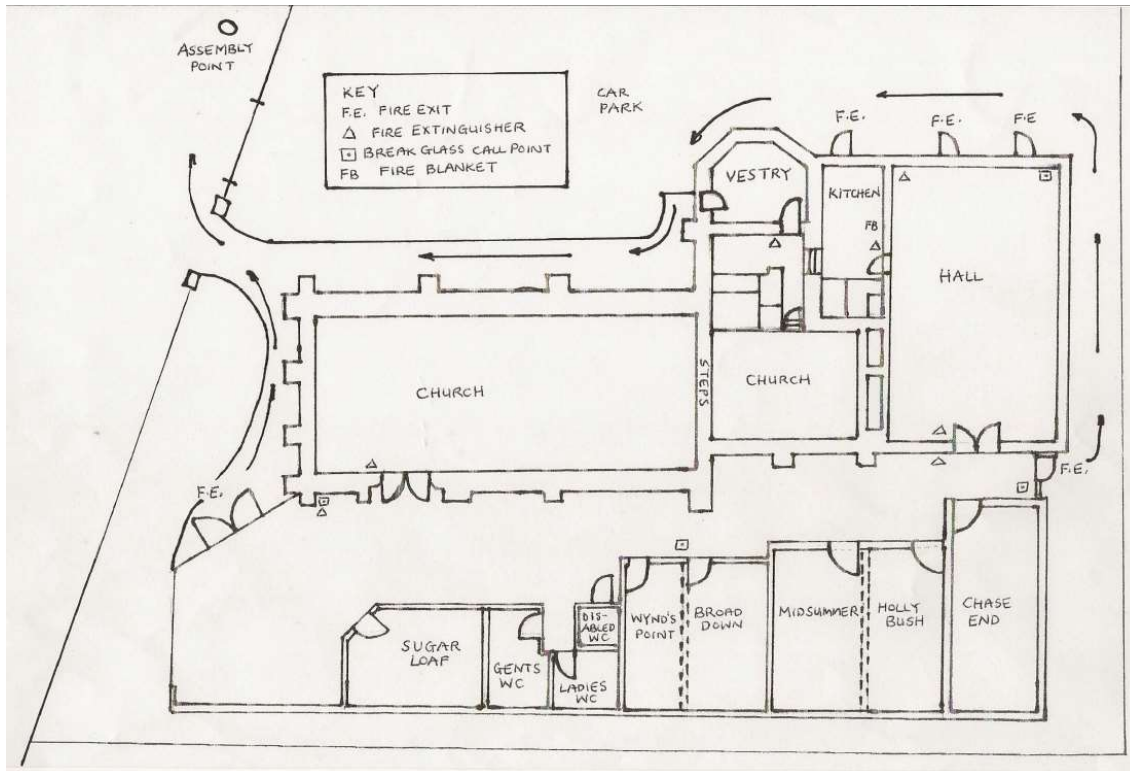 ASSEMBLY
POINT
KEY
F.E. FIRE EXIT
FIRE EXTINGUISHER
BREAK GLASS CALL POINT
FB FIRE BLANKET
CAR
PARK
F.E.
F.E.
F.E
VESTRY
KITCHEN
FB
HALL
CHURCH
STEPS
CHURCH
F.E.
F.E.
SUGAR
LOAF
GENTS
WC
DIS-
ABLED
WC
LADIES
WC
WYND'S
POINT
BROAD
DOWN
MIDSUMMER
HOLLY
BUSH
CHASE
END